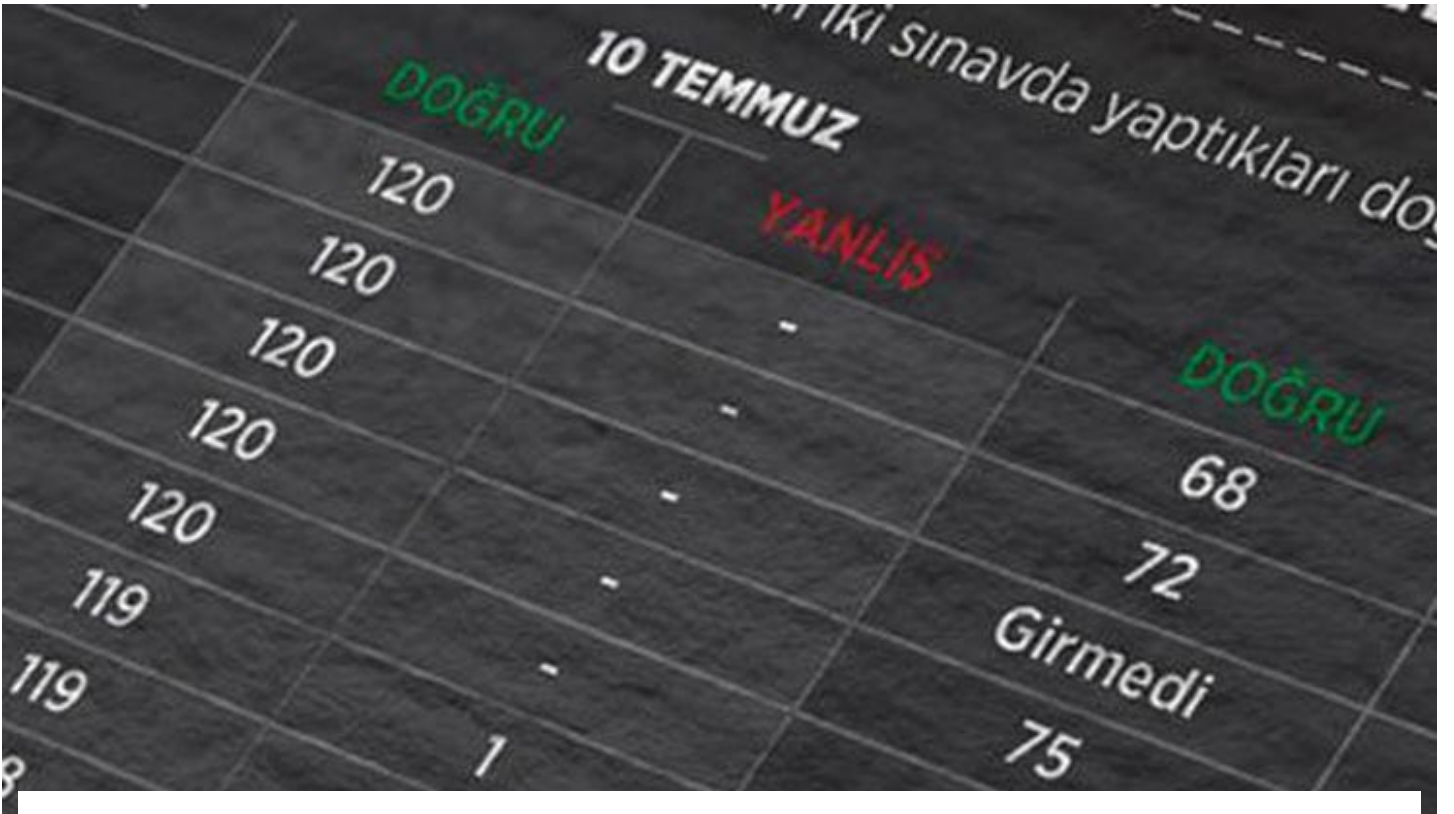 iki sınavda yaptıkları
10 TEMMUZ
DOĞRU YANLIŞ DOĞRU
120 - 68
120 - 72
120 - Girmedi
120 - 75
120 -
119 1
119